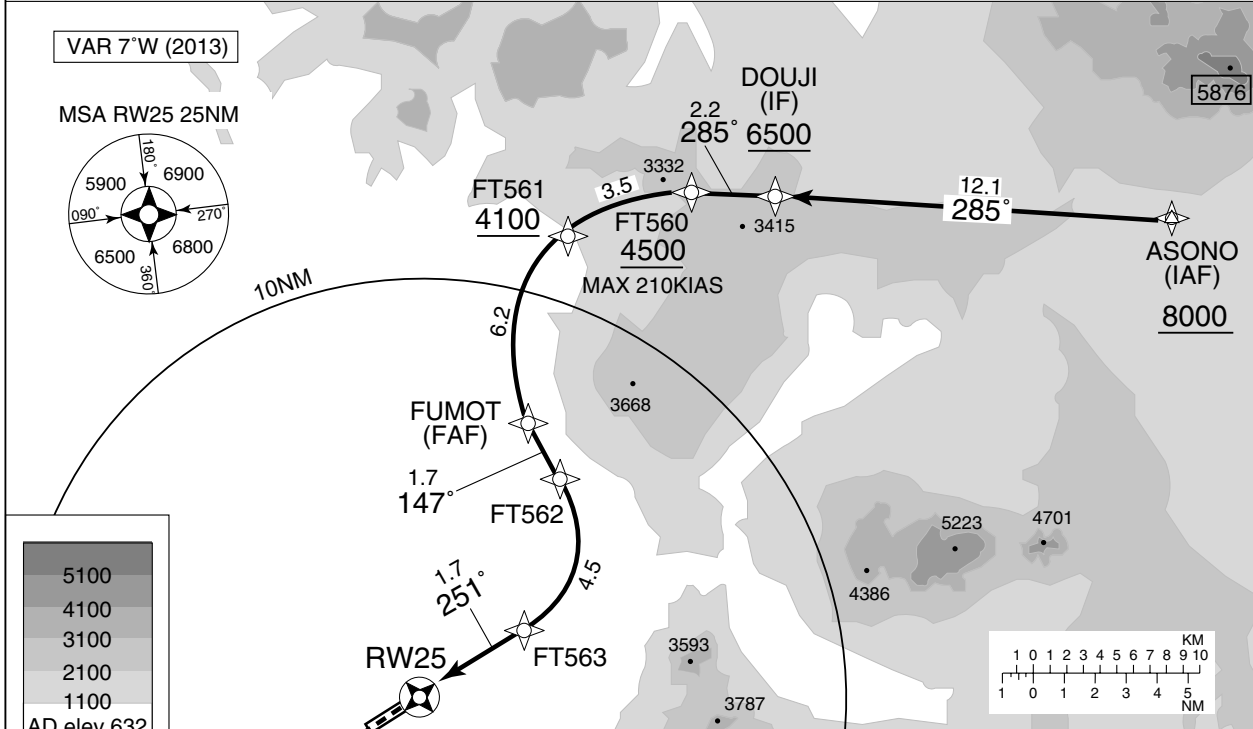 VAR 7°W (2013)
MSA RW25 25NM
180°
5900
6900
090°
270°
6500
6800
360°
10NM
DOUJI
(IF)
6500
2.2
285°
3332
3415
FT561
4100
3.5
FT560
4500
MAX 210KIAS
12.1
285°
ASONO
(IAF)
8000
5876
6.2
3668
FUMOT
(FAF)
1.7
147°
FT562
4.5
1.7
251°
FT563
RW25
5223
4701
4386
3593
3787
5100
4100
3100
2100
1100
AD elev 632
KM
1 0 1 2 3 4 5 6 7 8 9 10
1 0 1 2 3 4 5
NM